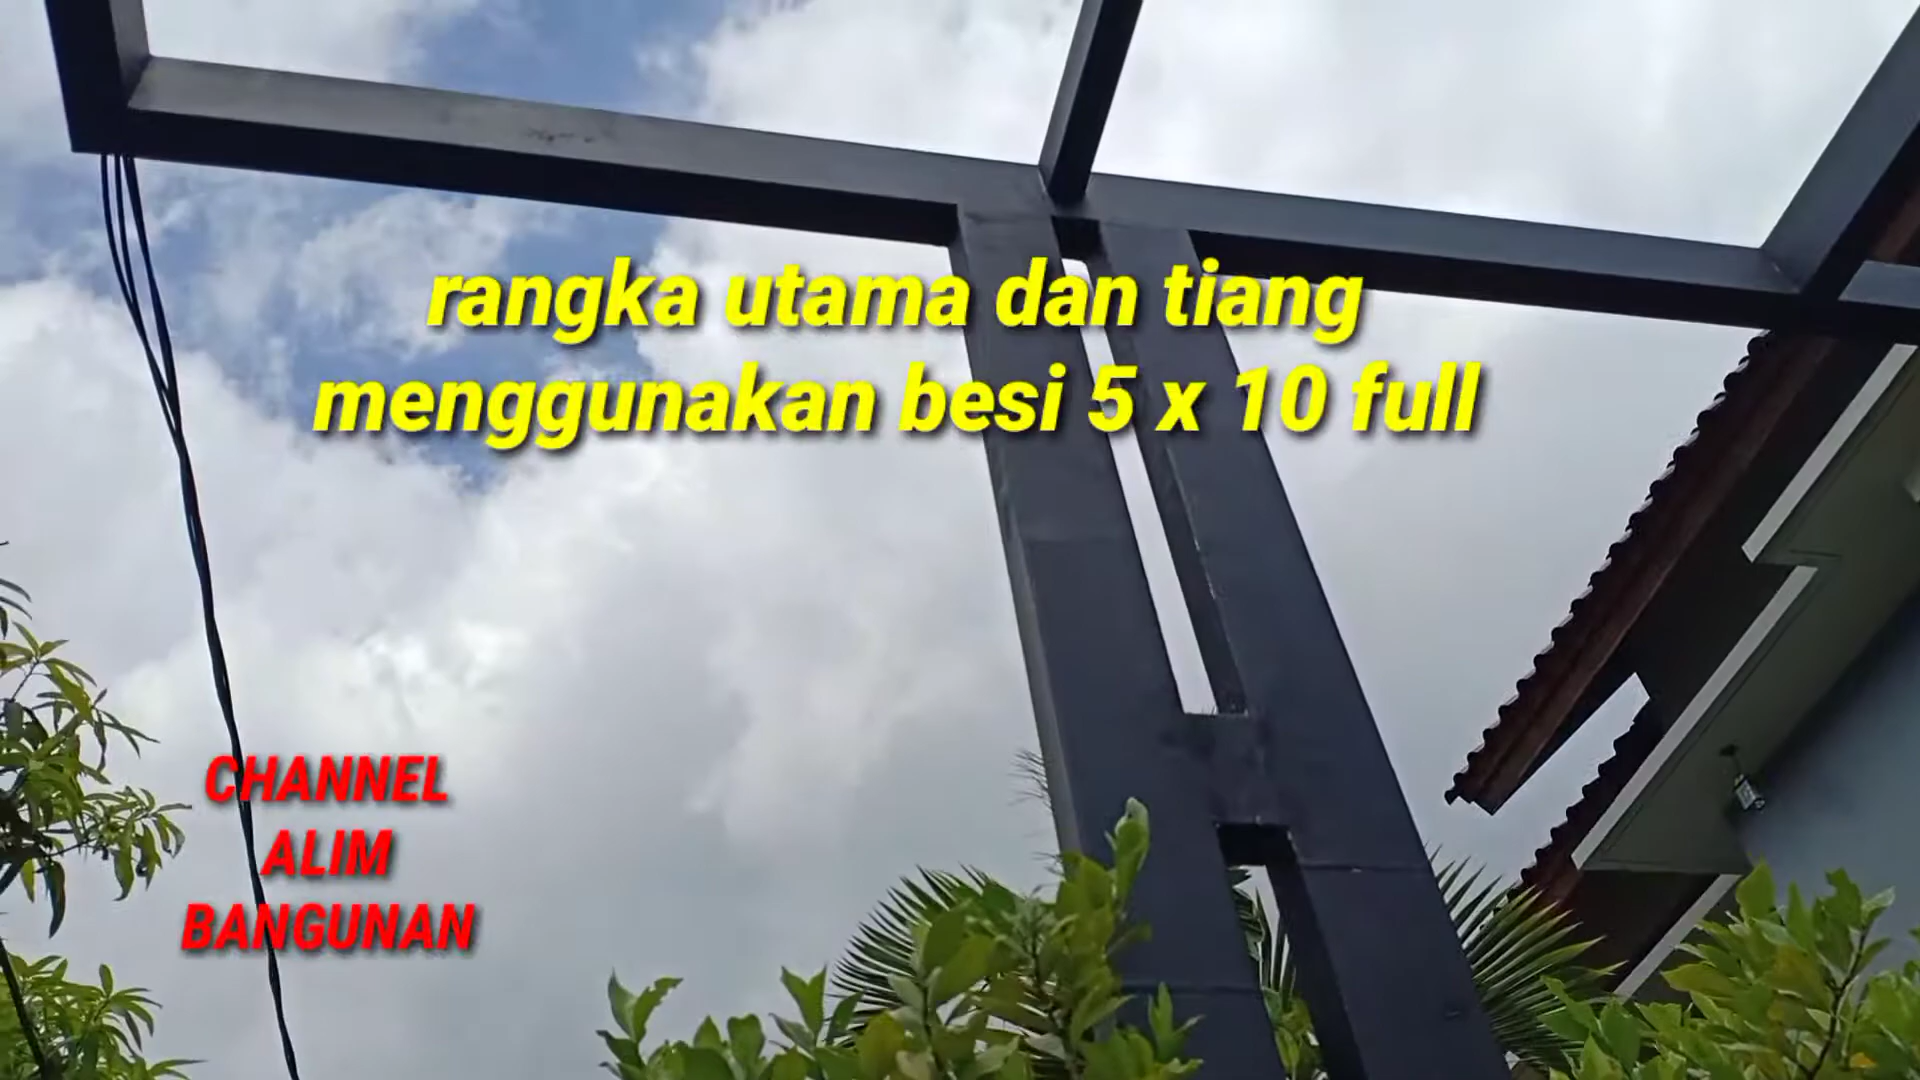 rangka utama dan tiang
menggunakan besi 5 x 10 full
CHANNEL
ALIM
BANGUNAN